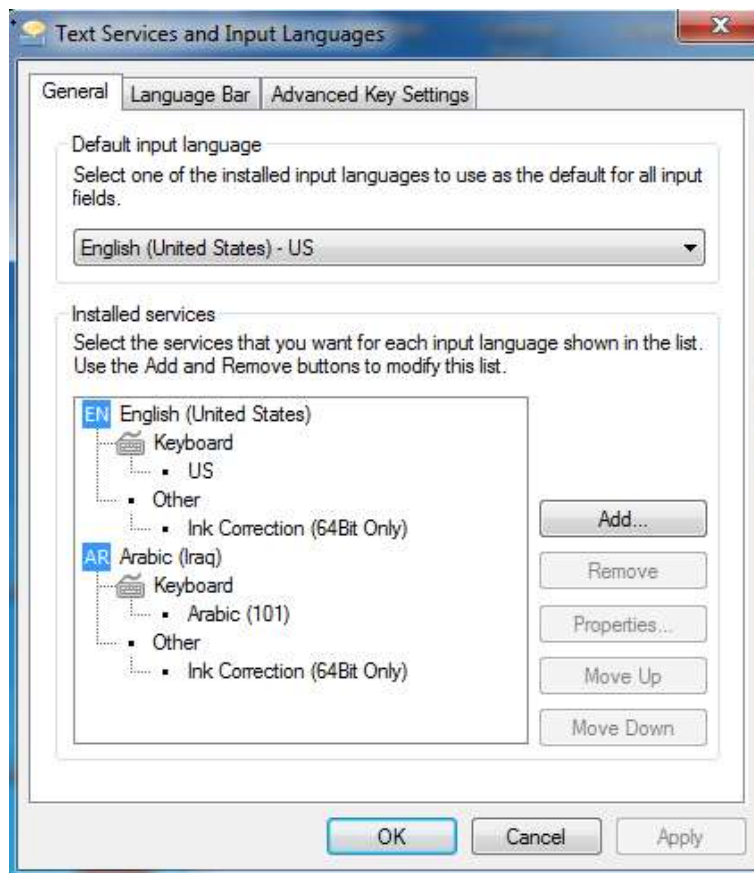 Text Services and Input Languages
General
Language Bar
Advanced Key Settings
Default input language
Select one of the installed input languages to use as the default for all input
fields.
English (United States) - US
Installed services
Select the services that you want for each input language shown in the list.
Use the Add and Remove buttons to modify this list.
EN English (United States)
Keyboard
US
Other
Ink Correction (64Bit Only)
AR Arabic (Iraq)
Keyboard
Arabic (101)
Other
Ink Correction (64Bit Only)
Add...
Remove
Properties...
Move Up
Move Down
OK
Cancel
Apply